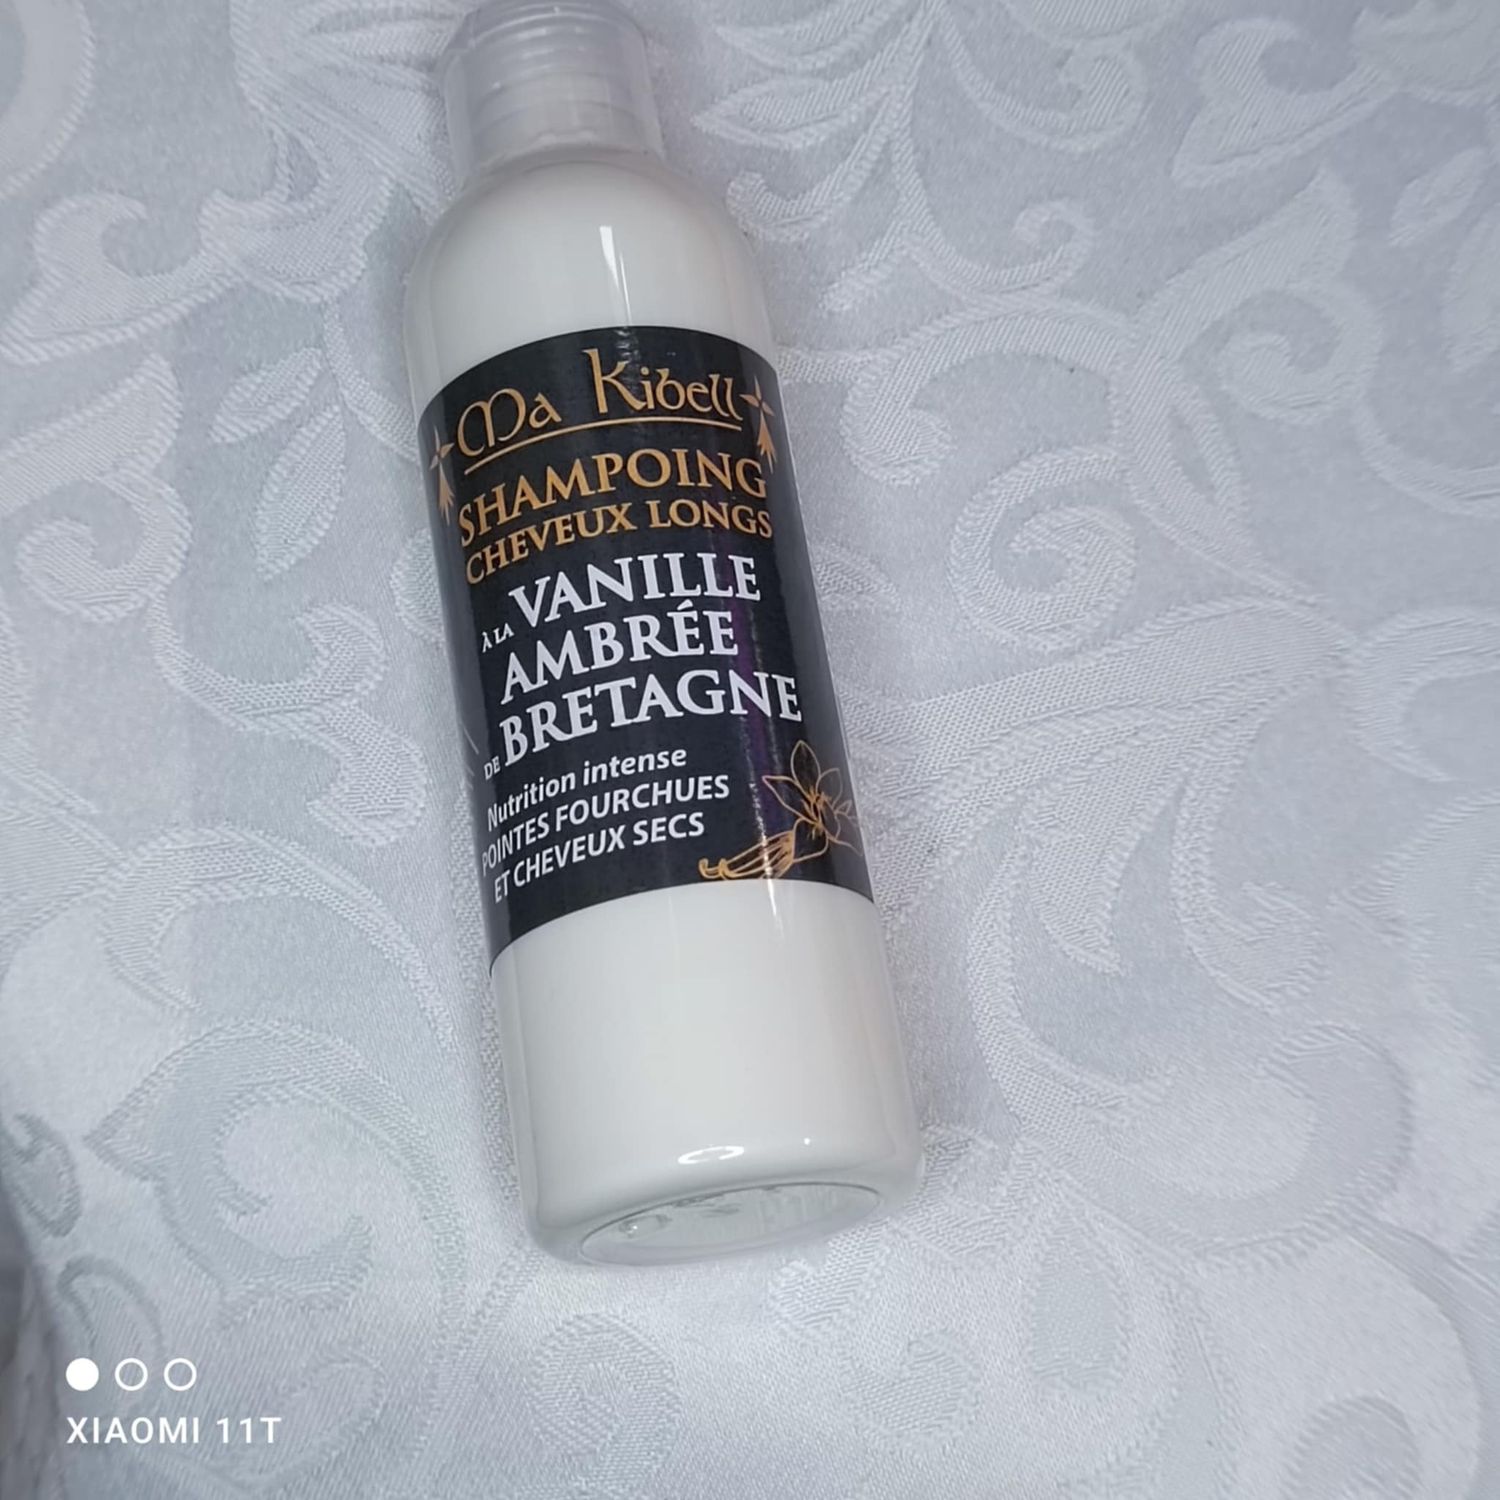 Ma Kibell
SHAMPOING
CHEVEUX LONGS
À LA VANILLE
AMBRÉE
DE BRETAGNE
Nutrition intense
POINTES FOURCHUES
ET CHEVEUX SECS
XIAOMI 11T